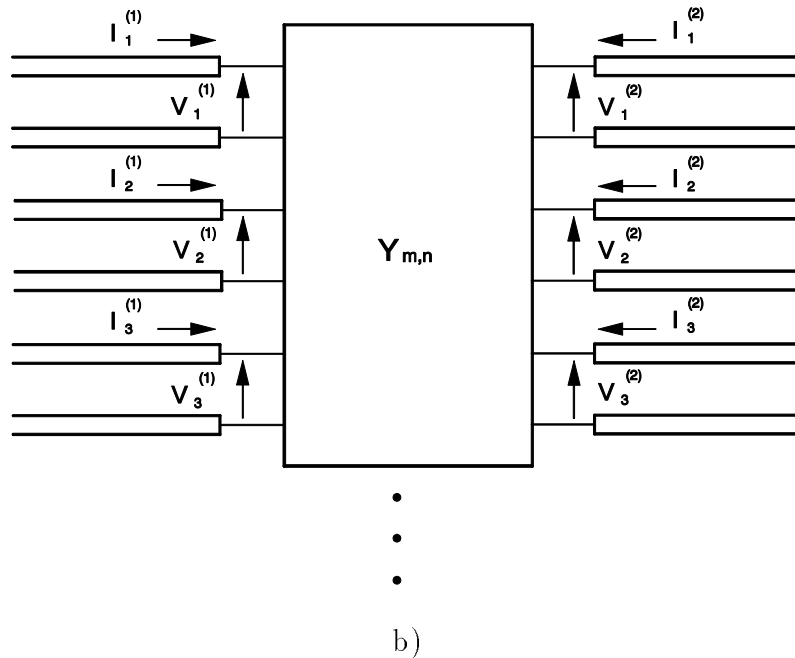 I₁⁽¹⁾ I₁⁽²⁾
V₁⁽¹⁾ V₁⁽²⁾
I₂⁽¹⁾ I₂⁽²⁾
V₂⁽¹⁾ Y_m,n V₂⁽²⁾
I₃⁽¹⁾ I₃⁽²⁾
V₃⁽¹⁾ V₃⁽²⁾
b)